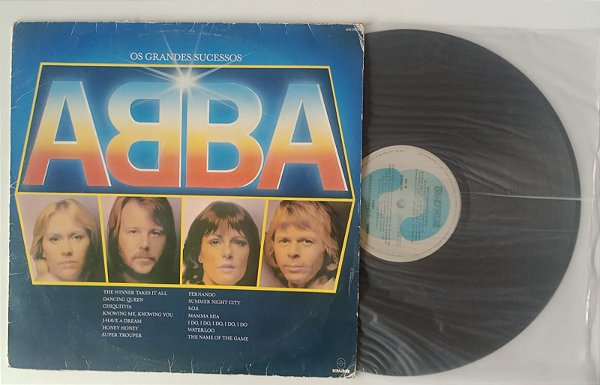 OS GRANDES SUCESSOS
ABBA
THE WINNER TAKES IT ALL
DANCING QUEEN
CHIQUITITA
KNOWING ME, KNOWING YOU
I HAVE A DREAM
HONEY HONEY
SUPER TROUPER
FERNANDO
SUMMER NIGHT CITY
S.O.S.
MAMMA MIA
I DO, I DO, I DO, I DO, I DO
WATERLOO
THE NAME OF THE GAME